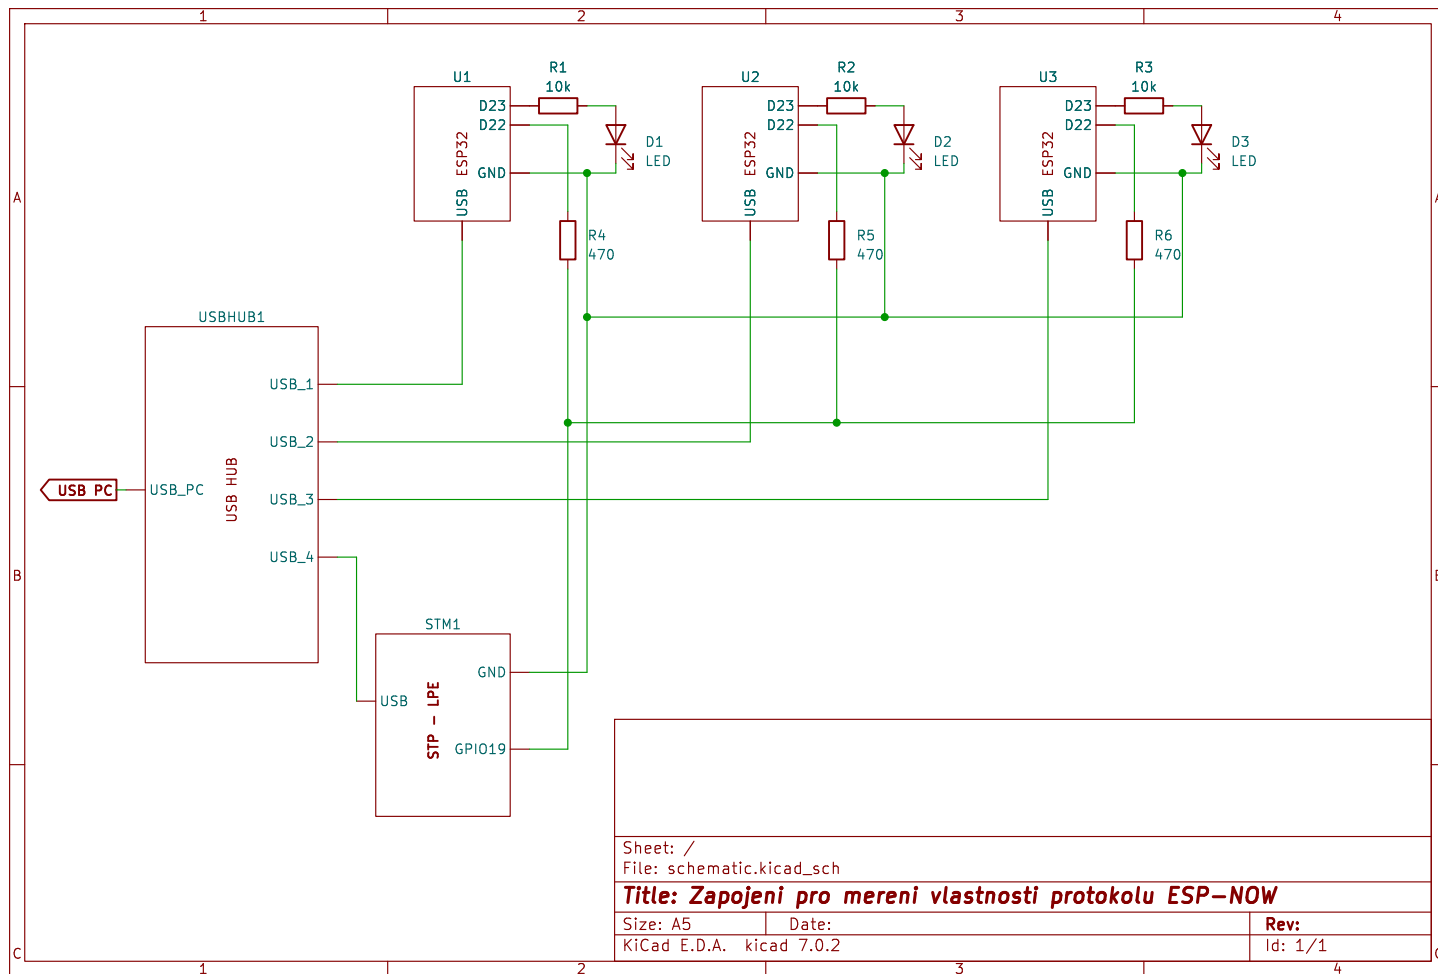 1 2 3 4
U1
R1
10k
D23
D22
ESP32
GND
USB
D1
LED
R4
470
U2
R2
10k
D23
D22
ESP32
GND
USB
D2
LED
R5
470
U3
R3
10k
D23
D22
ESP32
GND
USB
D3
LED
R6
470
A
USBHUB1
USB_1
USB_2
USB_3
USB_4
USB HUB
USB_PC
USB PC
B
STM1
GND
USB
STP - LPE
GPIO19
Sheet: /
File: schematic.kicad_sch
Title: Zapojeni pro mereni vlastnosti protokolu ESP-NOW
Size: A5 Date: Rev:
KiCad E.D.A. kicad 7.0.2 Id: 1/1
C
1 2 3 4